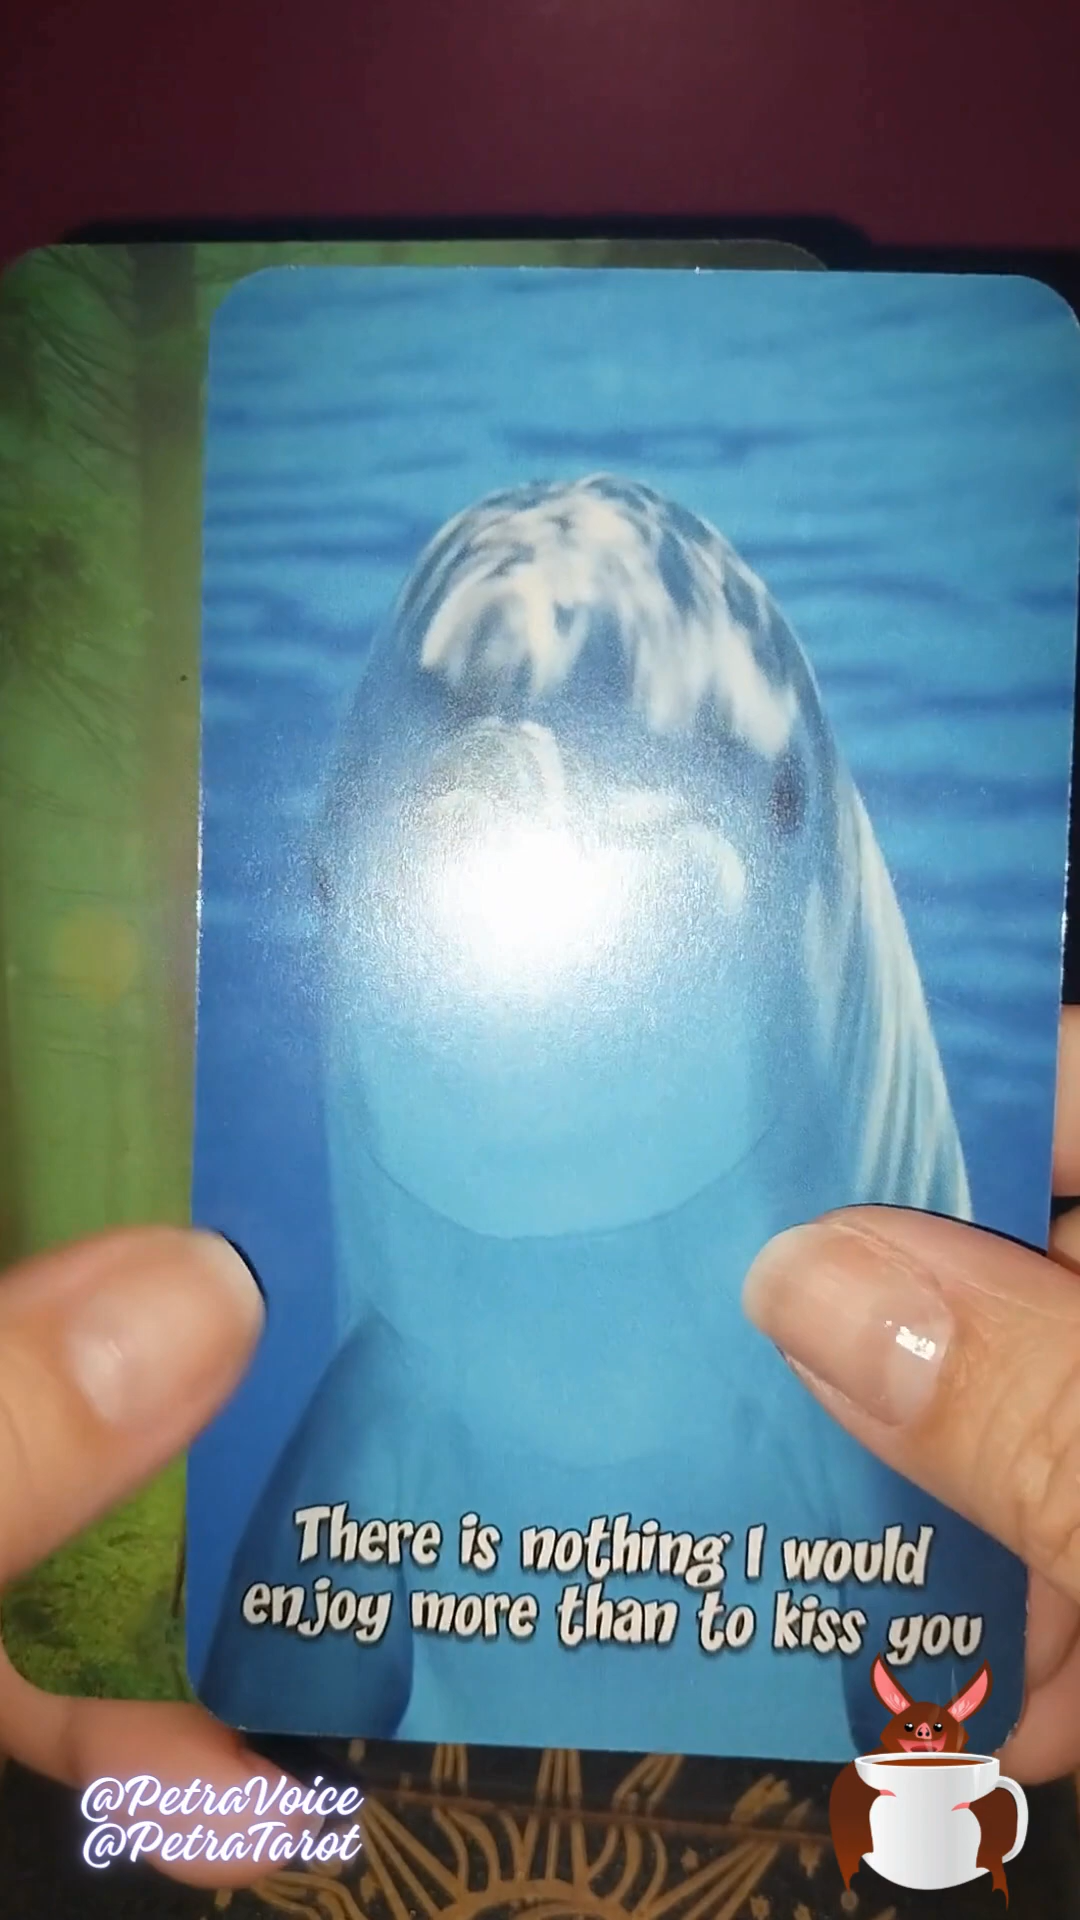 There is nothing I would
enjoy more than to kiss you
@PetraVoice
@PetraTarot